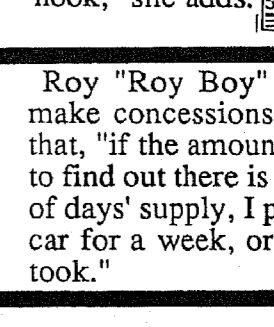 she adds.
Roy "Roy Boy"
make concessions
that, "if the amoun
to find out there is
of days' supply, I p
car for a week, or
took."